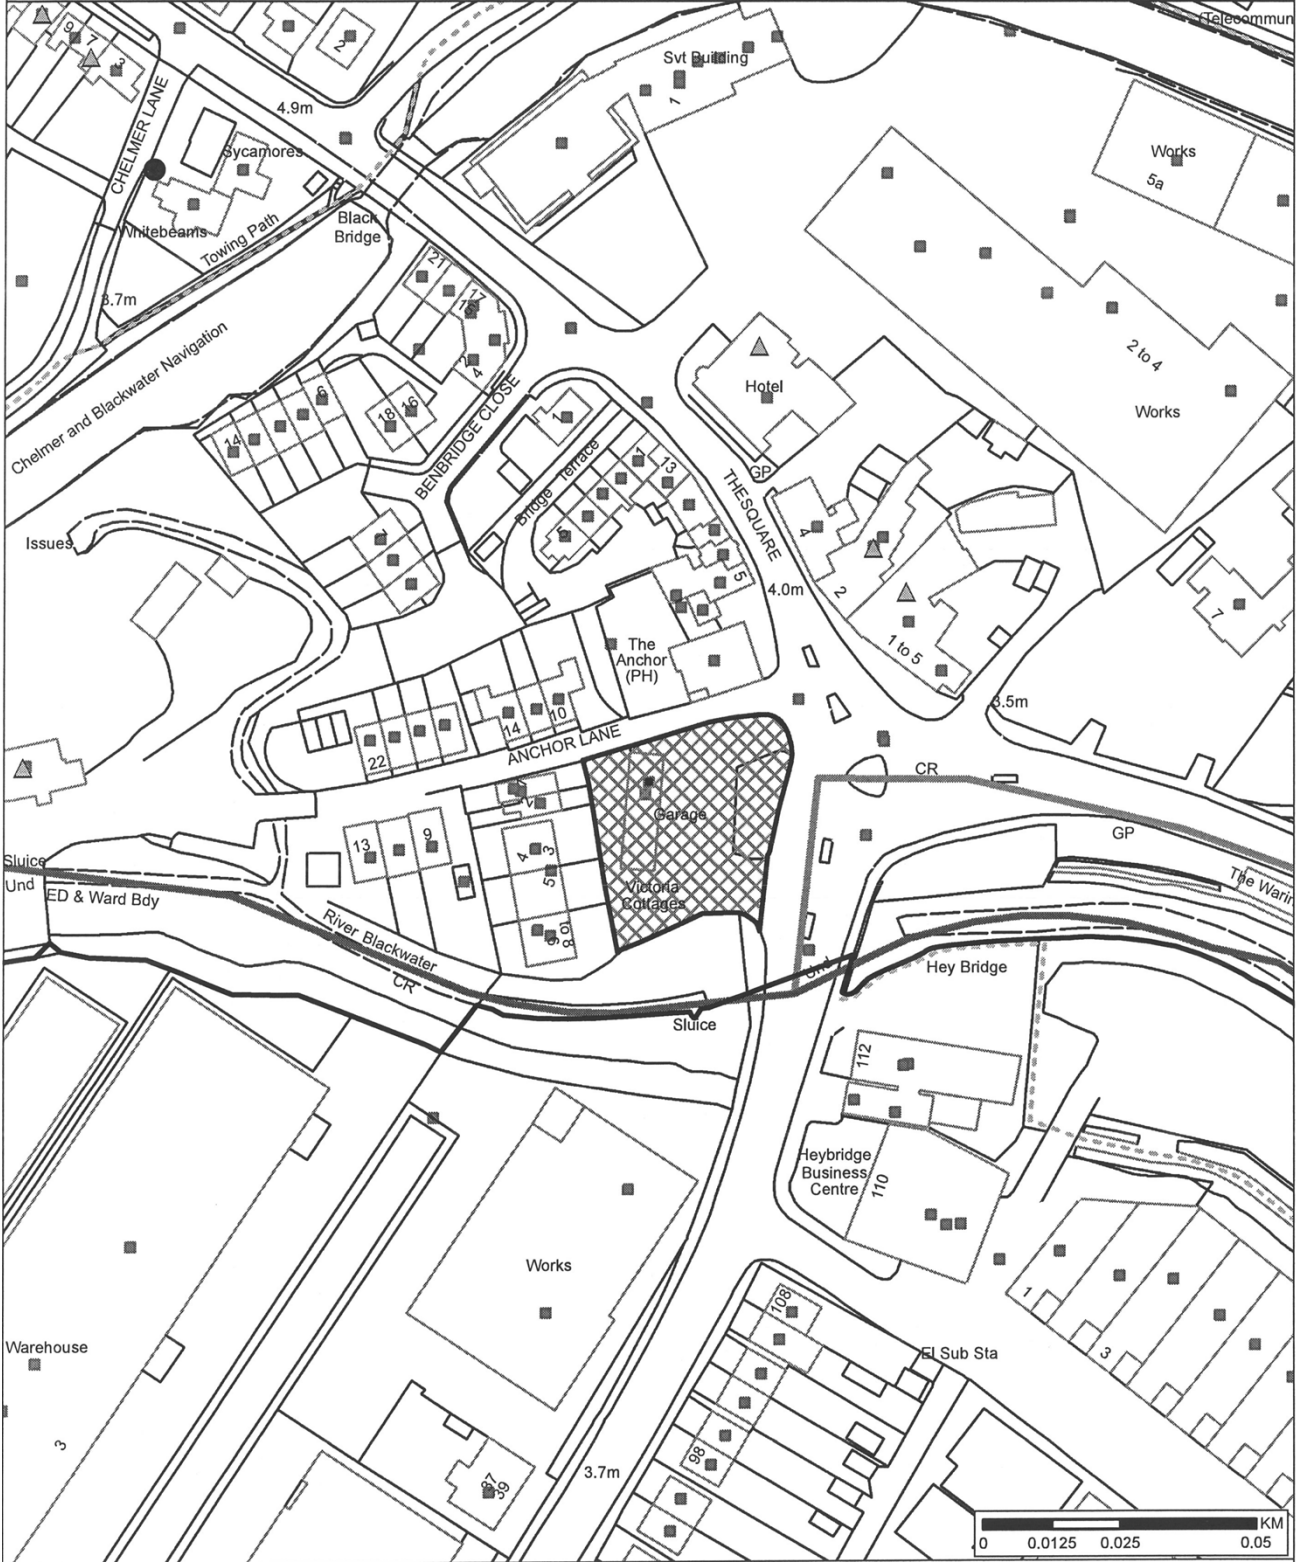 (Telecommun
9
7
3
2
Svt Building
1
4.9m
CHELMER LANE
Sycamores
Works
5a
Whitebeams
Towing Path
Black
Bridge
3.7m
21
17
15
2
4
Chelmer and Blackwater Navigation
2 to 4
Works
Hotel
6
14
18
16
BENBRIDGE CLOSE
1
Bridge Terrace
1
13
5
GP
THE SQUARE
4
2
4.0m
5
Issues
7
7
1 to 5
The
Anchor
(PH)
3.5m
10
14
22
ANCHOR LANE
CR
GP
Garage
13
9
4
3
5
Victoria
Cottages
Sluice
Und
ED & Ward Bdy
The Warin
River Blackwater
CR
Und
Hey Bridge
Sluice
112
Heybridge
Business
Centre
110
Works
1
3
108
El Sub Sta
Warehouse
3
98
37
39
3.7m
KM
0
0.0125
0.025
0.05